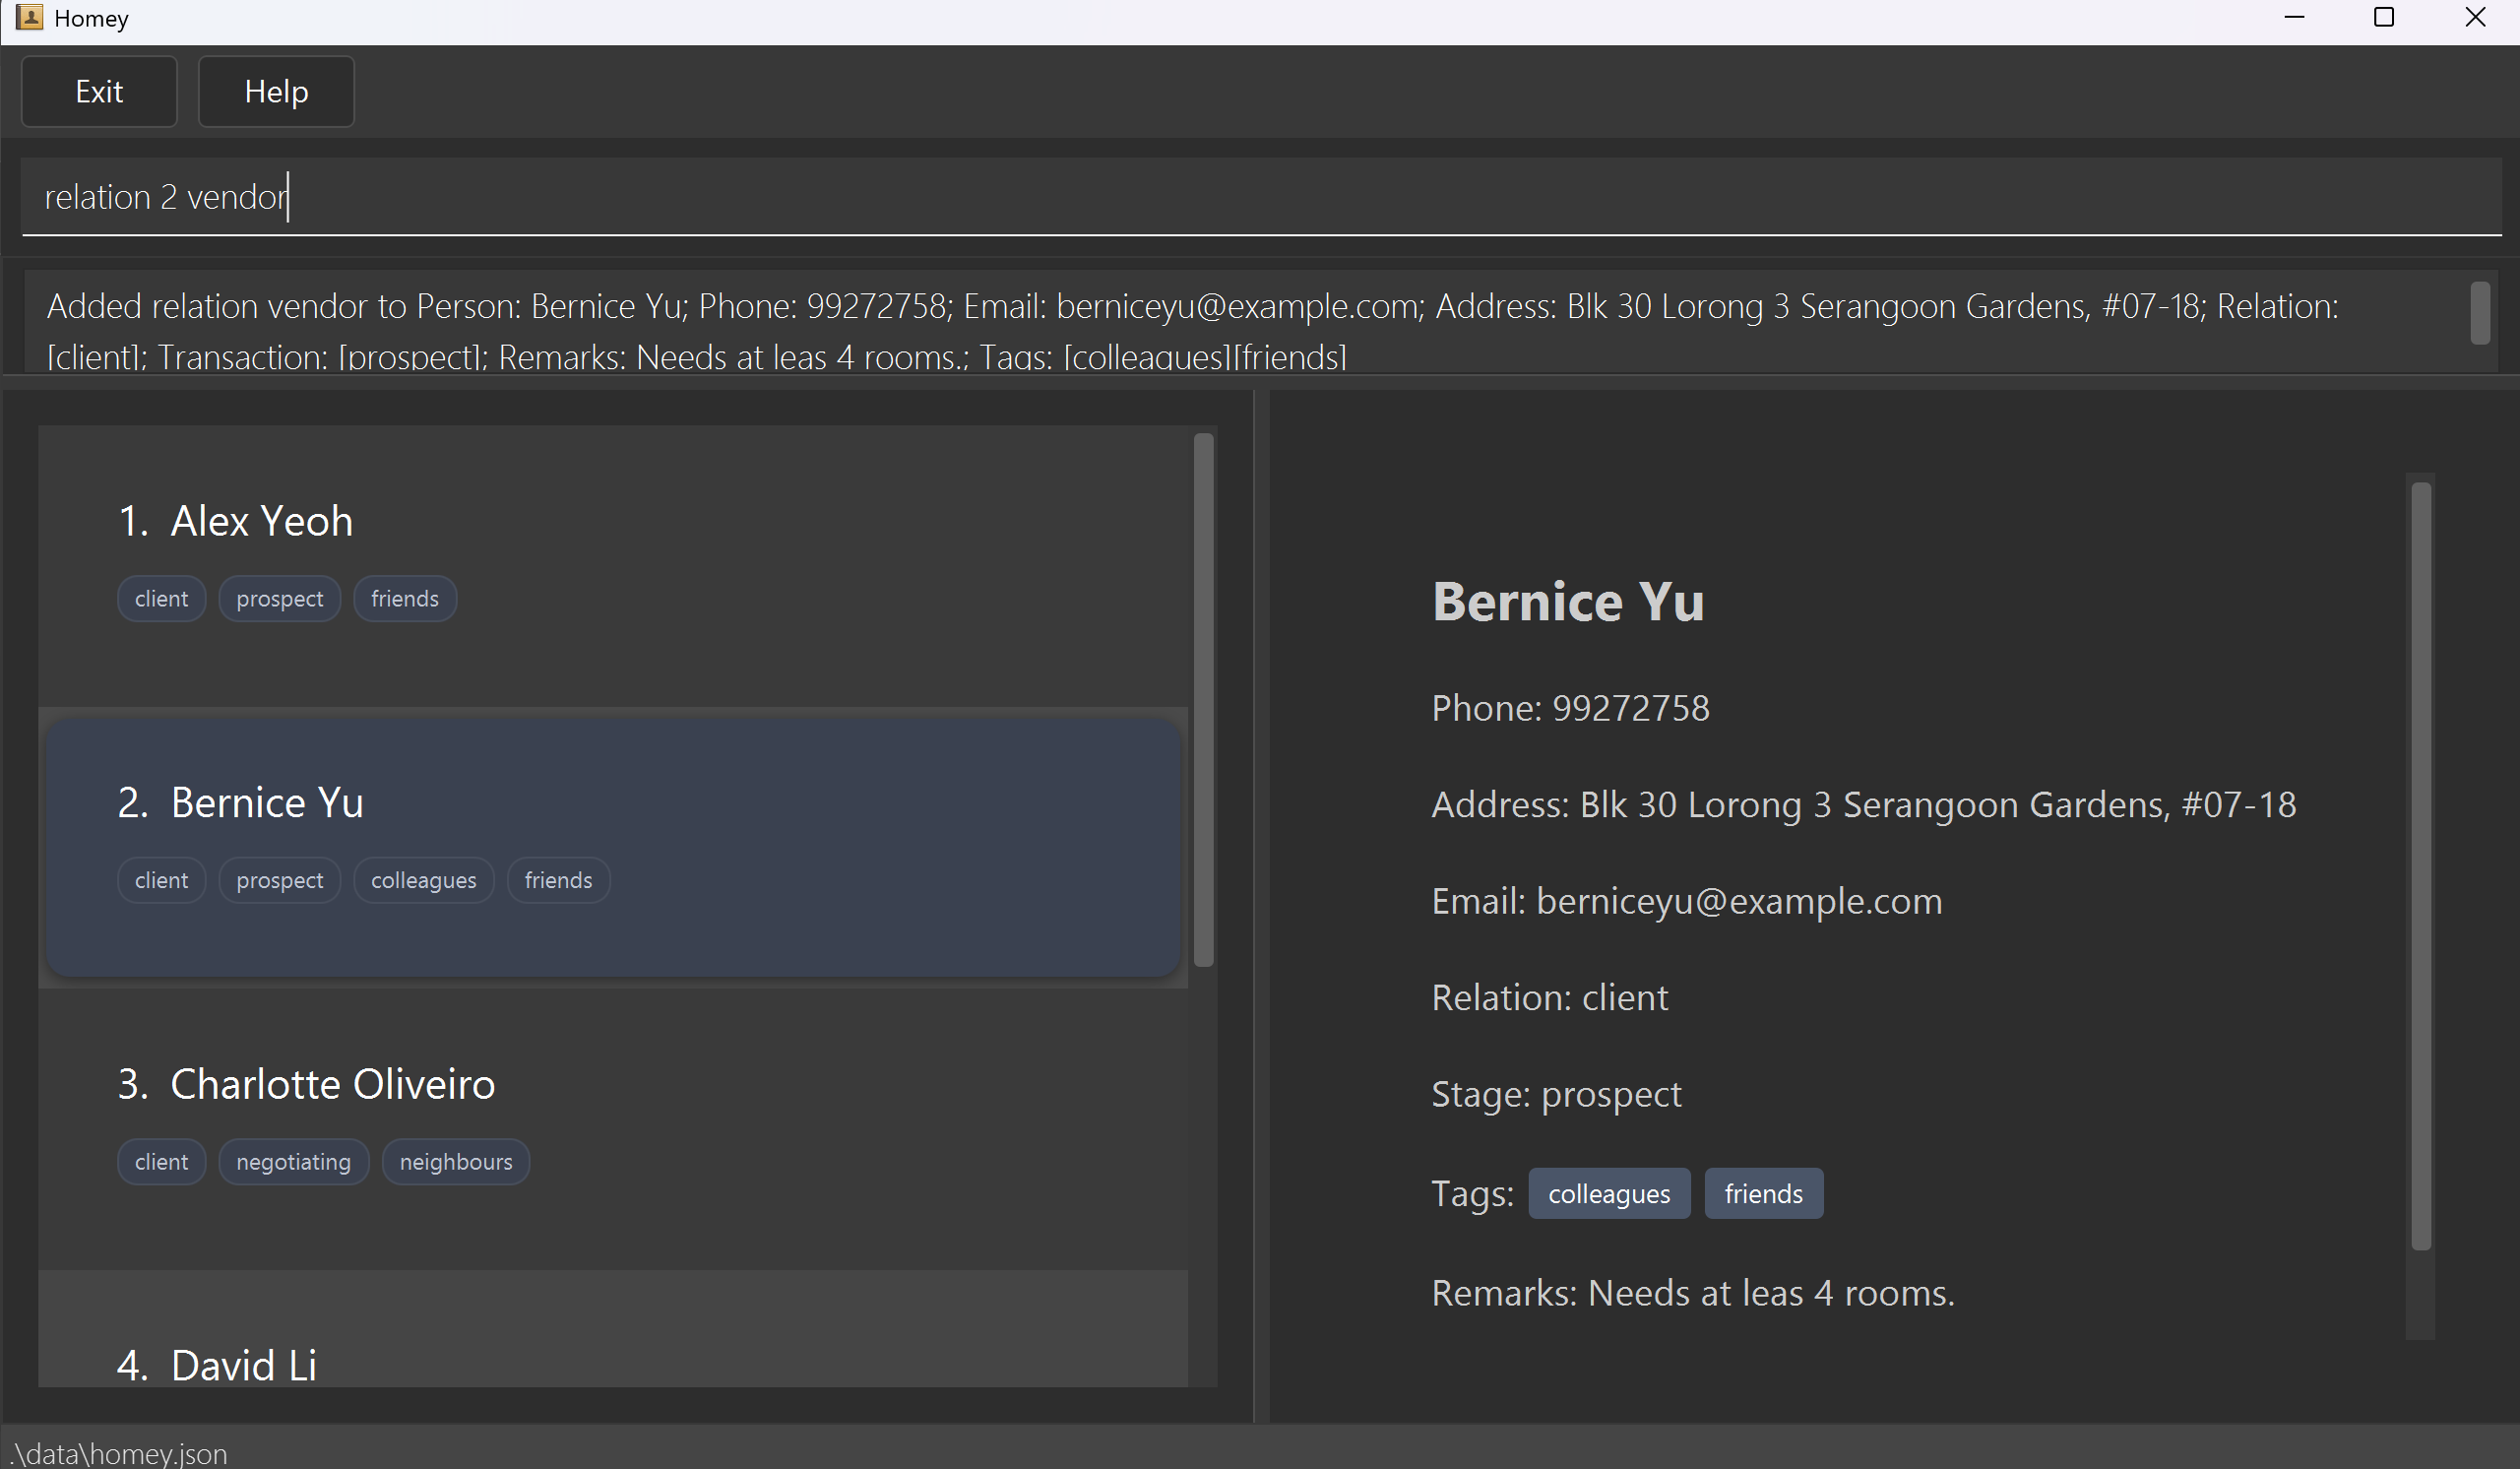 Homey
Exit Help
relation 2 vendor
Added relation vendor to Person: Bernice Yu; Phone: 99272758; Email: berniceyu@example.com; Address: Blk 30 Lorong 3 Serangoon Gardens, #07-18; Relation:
[client]; Transaction: [prospect]; Remarks: Needs at leas 4 rooms.; Tags: [colleagues][friends]
1. Alex Yeoh
client prospect friends
2. Bernice Yu
client prospect colleagues friends
3. Charlotte Oliveiro
client negotiating neighbours
4. David Li
Bernice Yu
Phone: 99272758
Address: Blk 30 Lorong 3 Serangoon Gardens, #07-18
Email: berniceyu@example.com
Relation: client
Stage: prospect
Tags: colleagues friends
Remarks: Needs at leas 4 rooms.
.\data\homey.json